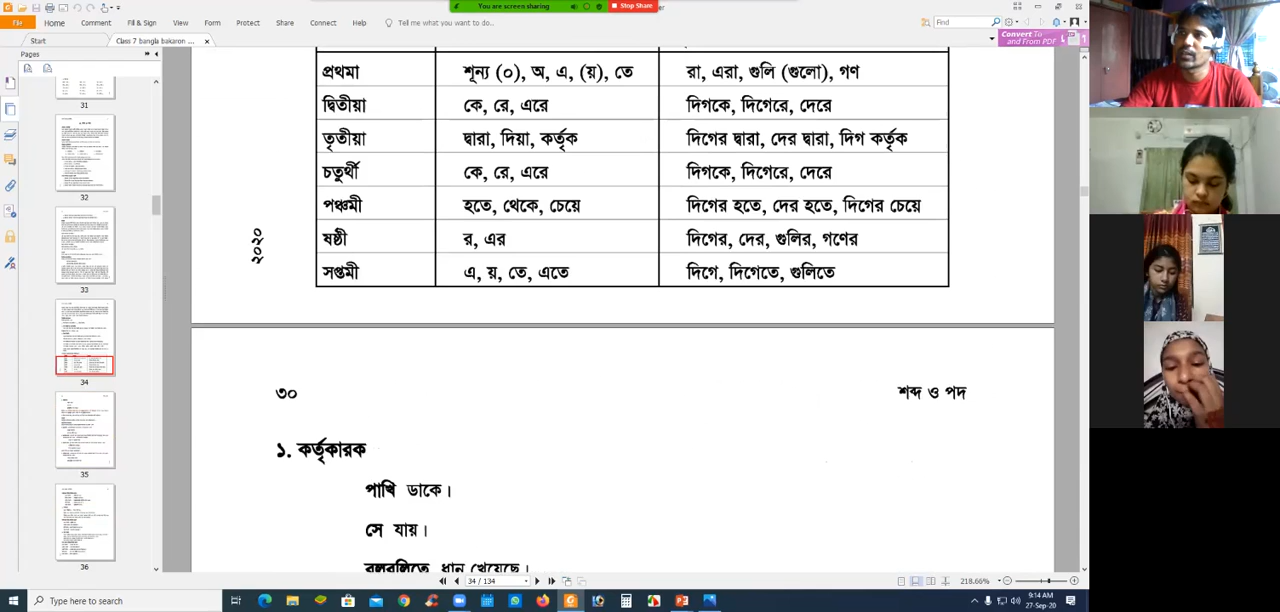 You are screen sharing
Stop Share
File Home Comment Fill & Sign View Form Protect Share Connect Help Tell me what you want to do...
Find
Start Class 7 bangla bakaron ...
Convert To
and From PDF
Pages
31
32
33
34
35
36
প্রথমা শূন্য (০), অ, এ, (য়), তে রা, এরা, গুলি (গুলো), গণ
দ্বিতীয়া কে, রে, এরে দিগকে, দিগেরে, দেরে
তৃতীয়া দ্বারা, দিয়া, কর্তৃক দিগের দ্বারা, দের দ্বারা, দিগ কর্তৃক
চতুর্থী কে, রে, এরে দিগকে, দিগেরে, দেরে
পঞ্চমী হতে, থেকে, চেয়ে দিগের হতে, দের হতে, দিগের চেয়ে
ষষ্ঠী র, এর দিগের, দের, গুলির, গণের
সপ্তমী এ, য়, তে, এতে দিগে, দিগেতে, গুলিতে
২০২০
৩০ শব্দ ও পদ
১. কর্তৃকারক
পাখি ডাকে।
সে যায়।
বুলবুলিতে ধান খেয়েছে।
34 / 134
218.66%
Type here to search
9:14 AM
27-Sep-20